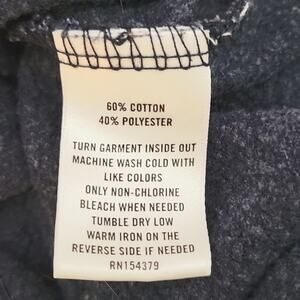 60% COTTON
40% POLYESTER
TURN GARMENT INSIDE OUT
MACHINE WASH COLD WITH
LIKE COLORS
ONLY NON-CHLORINE
BLEACH WHEN NEEDED
TUMBLE DRY LOW
WARM IRON ON THE
REVERSE SIDE IF NEEDED
RN154379